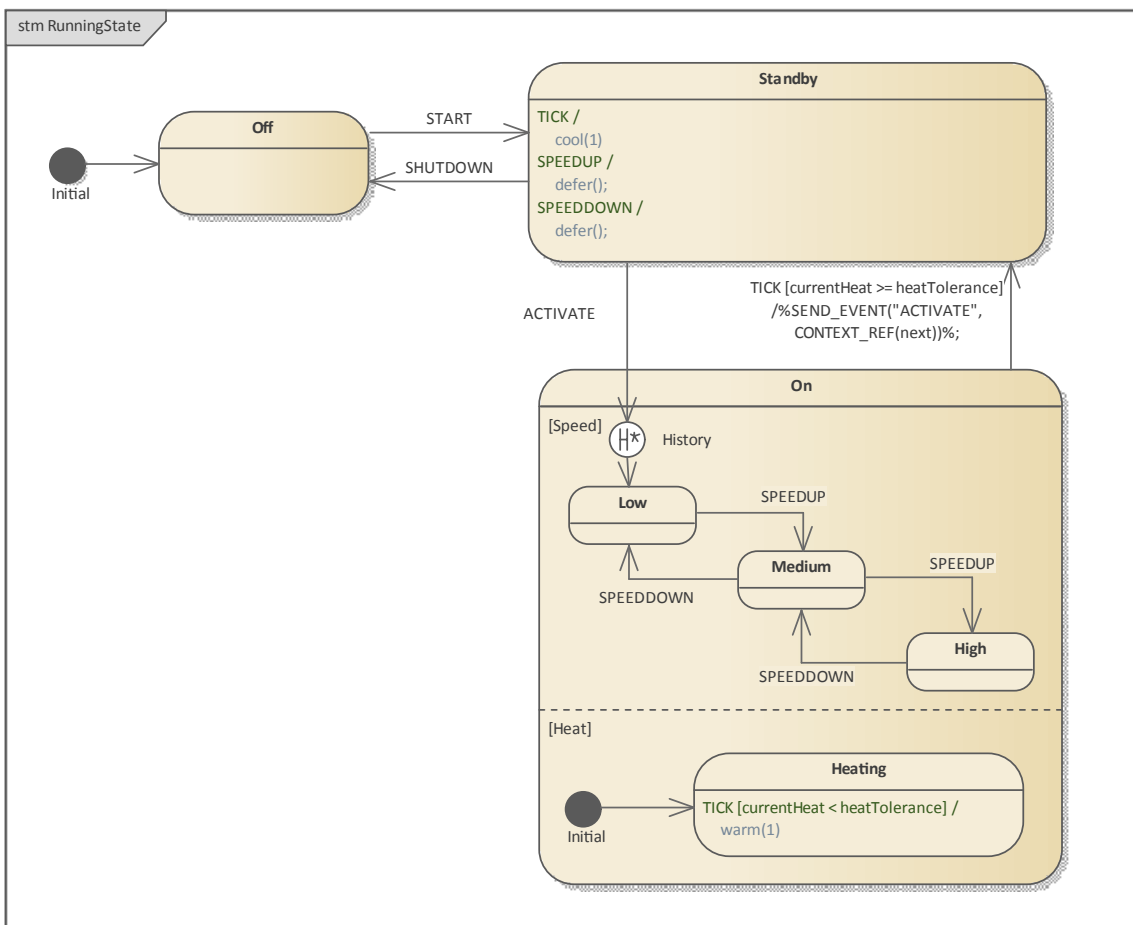 stm RunningState
Standby
TICK /
cool(1)
SPEEDUP /
defer();
SPEEDDOWN /
defer();
Off
START
SHUTDOWN
Initial
ACTIVATE
TICK [currentHeat >= heatTolerance]
/%SEND_EVENT("ACTIVATE",
CONTEXT_REF(next))%;
On
[Speed]
H*
History
Low
SPEEDUP
Medium
SPEEDUP
SPEEDDOWN
High
SPEEDDOWN
[Heat]
Heating
TICK [currentHeat < heatTolerance] /
warm(1)
Initial